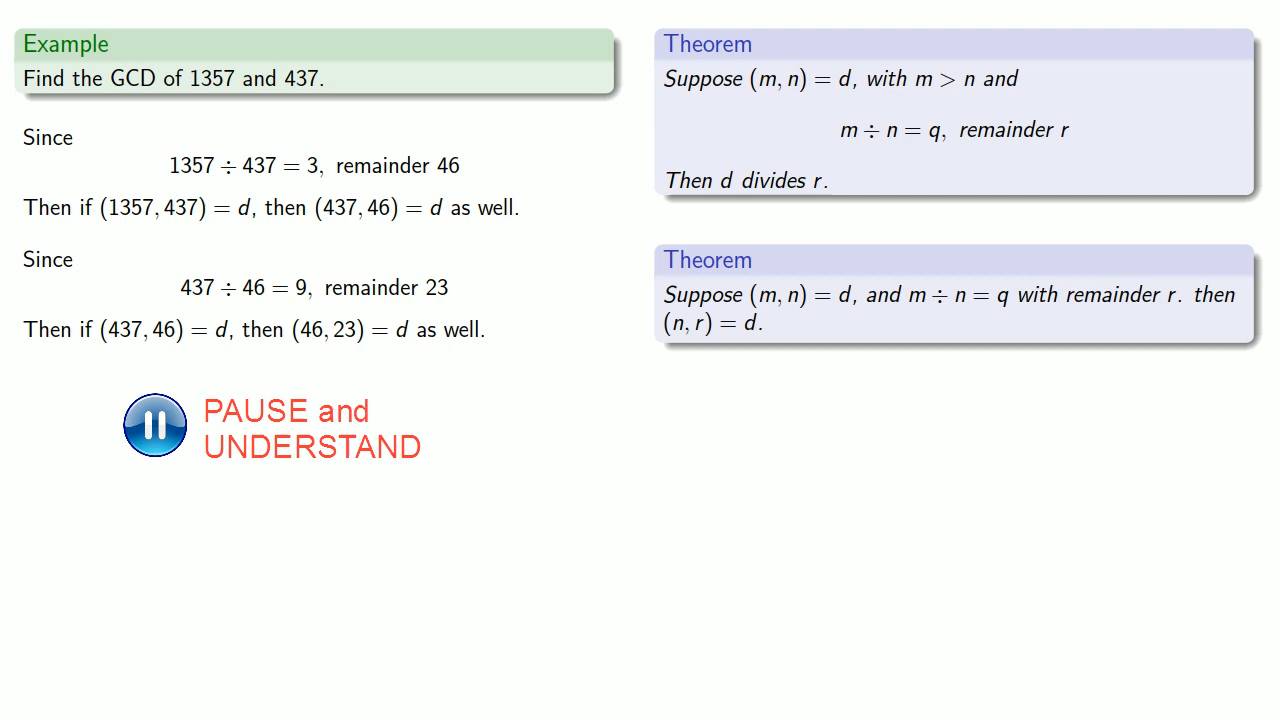 Example
Find the GCD of 1357 and 437.
Since
1357 ÷ 437 = 3, remainder 46
Then if (1357, 437) = d, then (437, 46) = d as well.
Since
437 ÷ 46 = 9, remainder 23
Then if (437, 46) = d, then (46, 23) = d as well.
PAUSE and
UNDERSTAND
Theorem
Suppose (m, n) = d, with m > n and
m ÷ n = q, remainder r
Then d divides r.
Theorem
Suppose (m, n) = d, and m ÷ n = q with remainder r. then
(n, r) = d.